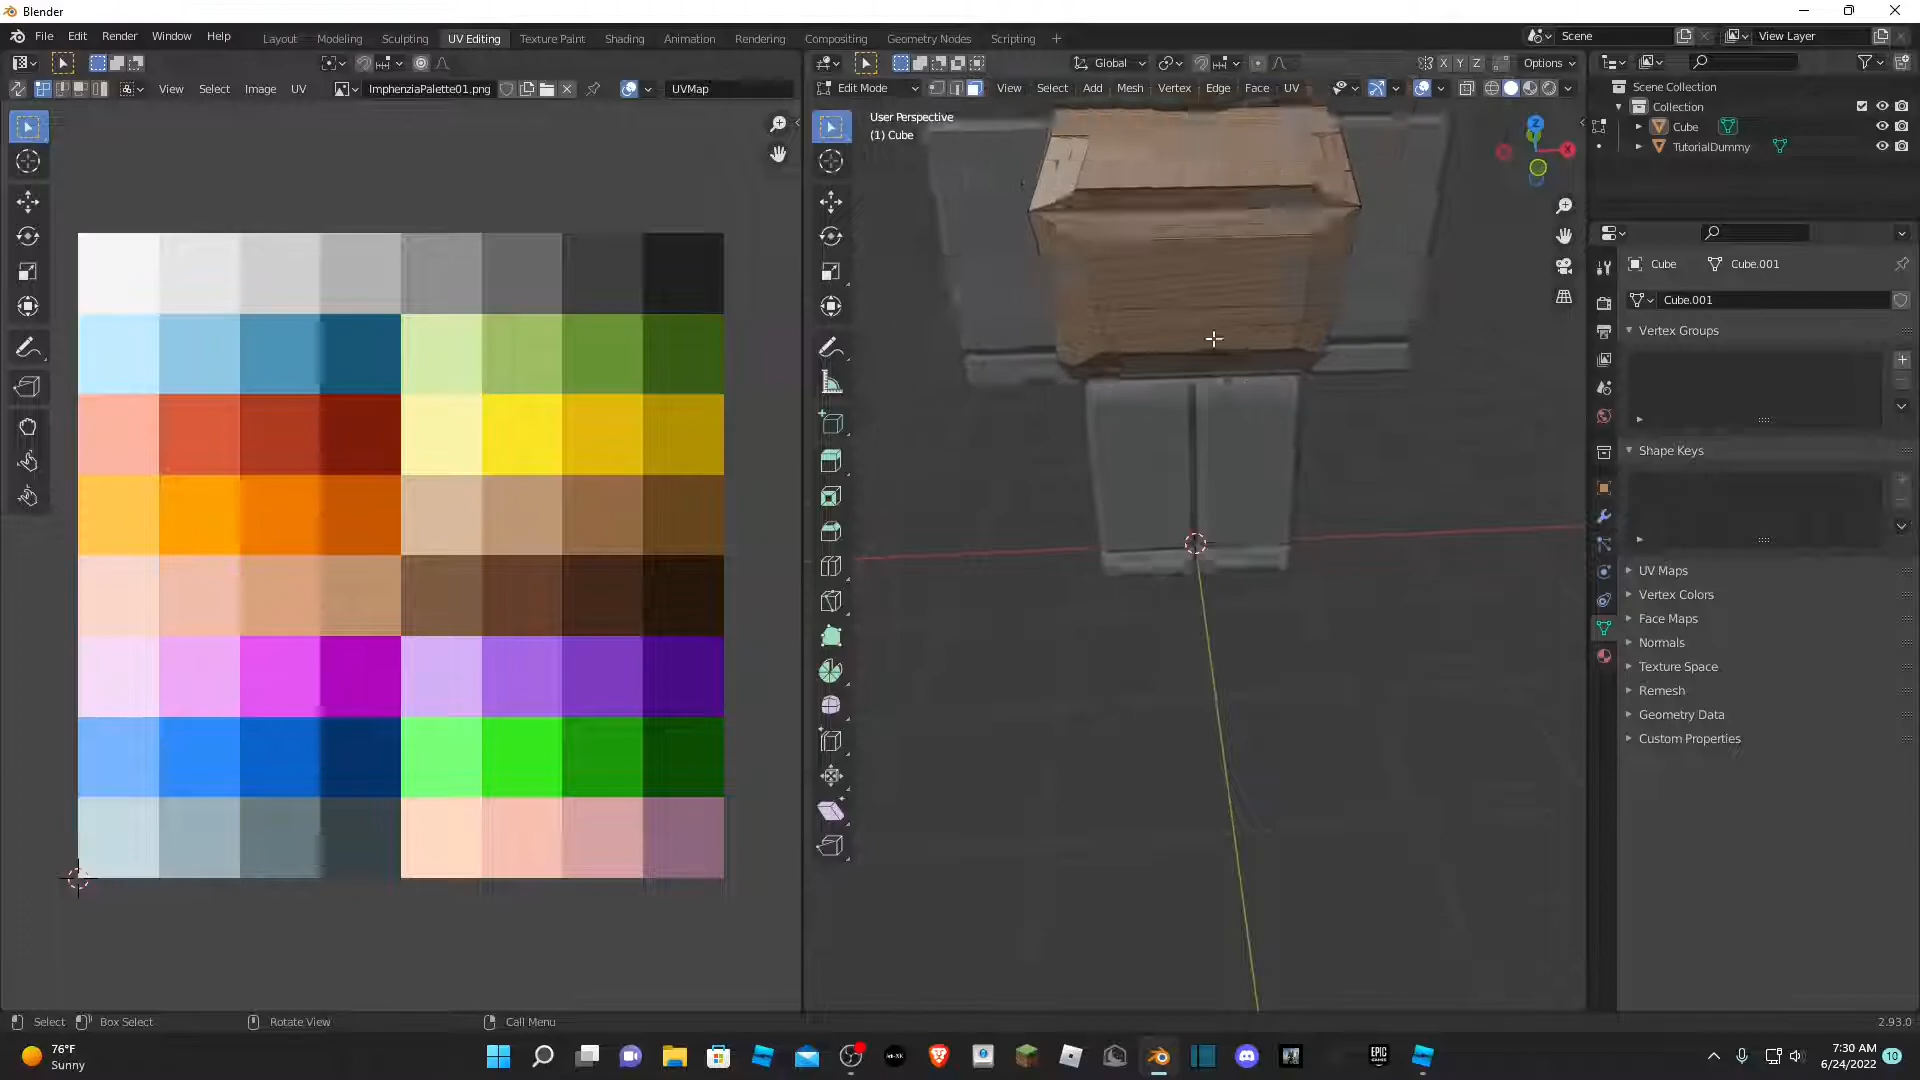 Blender
File Edit Render Window Help Layout Modeling Sculpting UV Editing Texture Paint Shading Animation Rendering Compositing Geometry Nodes Scripting Scene View Layer
Global X Y Z Options
View Select Image UV ImphenziaPalette01.png UVMap Edit Mode View Select Add Mesh Vertex Edge Face UV
Scene Collection
Collection
Cube
TutorialDummy
User Perspective
(1) Cube
Z
X
Cube Cube.001
Cube.001
Vertex Groups
Shape Keys
UV Maps
Vertex Colors
Face Maps
Normals
Texture Space
Remesh
Geometry Data
Custom Properties
Select Box Select Rotate View Call Menu 2.93.0
76°F
Sunny
EPIC
7:30 AM
6/24/2022
10